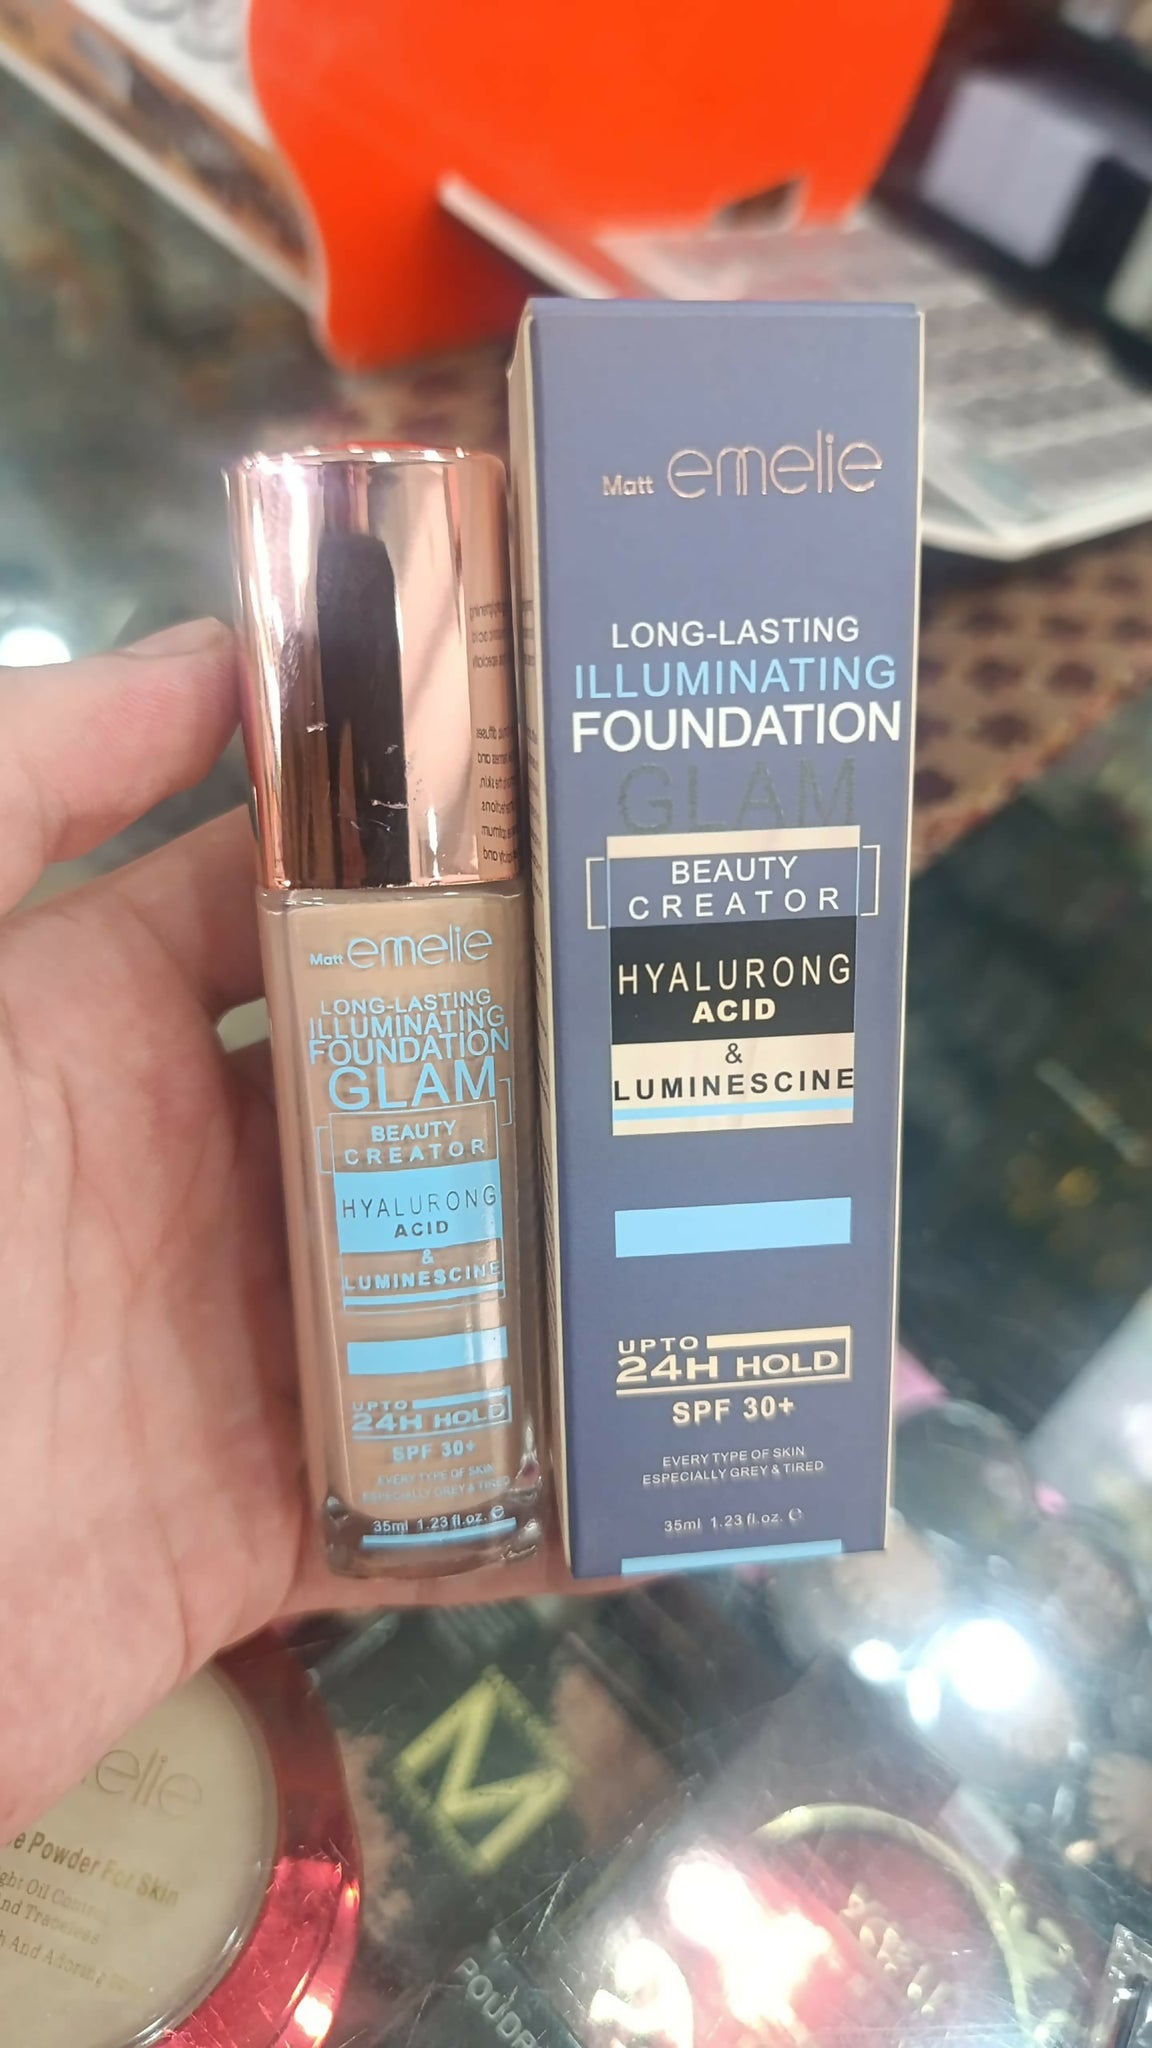 Matt emelie
LONG-LASTING
ILLUMINATING
FOUNDATION
GLAM
BEAUTY
CREATOR
HYALURONG
ACID
&
LUMINESCINE
UPTO
24H HOLD
SPF 30+
EVERY TYPE OF SKIN
ESPECIALLY GREY & TIRED
35ml 1.23 fl.oz. ℮
Matt emelie
LONG-LASTING
ILLUMINATING
FOUNDATION
GLAM
BEAUTY
CREATOR
HYALURONG
ACID
&
LUMINESCINE
UPTO
24H HOLD
SPF 30+
EVERY TYPE OF SKIN
ESPECIALLY GREY & TIRED
35ml 1.23 fl.oz. ℮
Powder For Skin
Oil
And
M